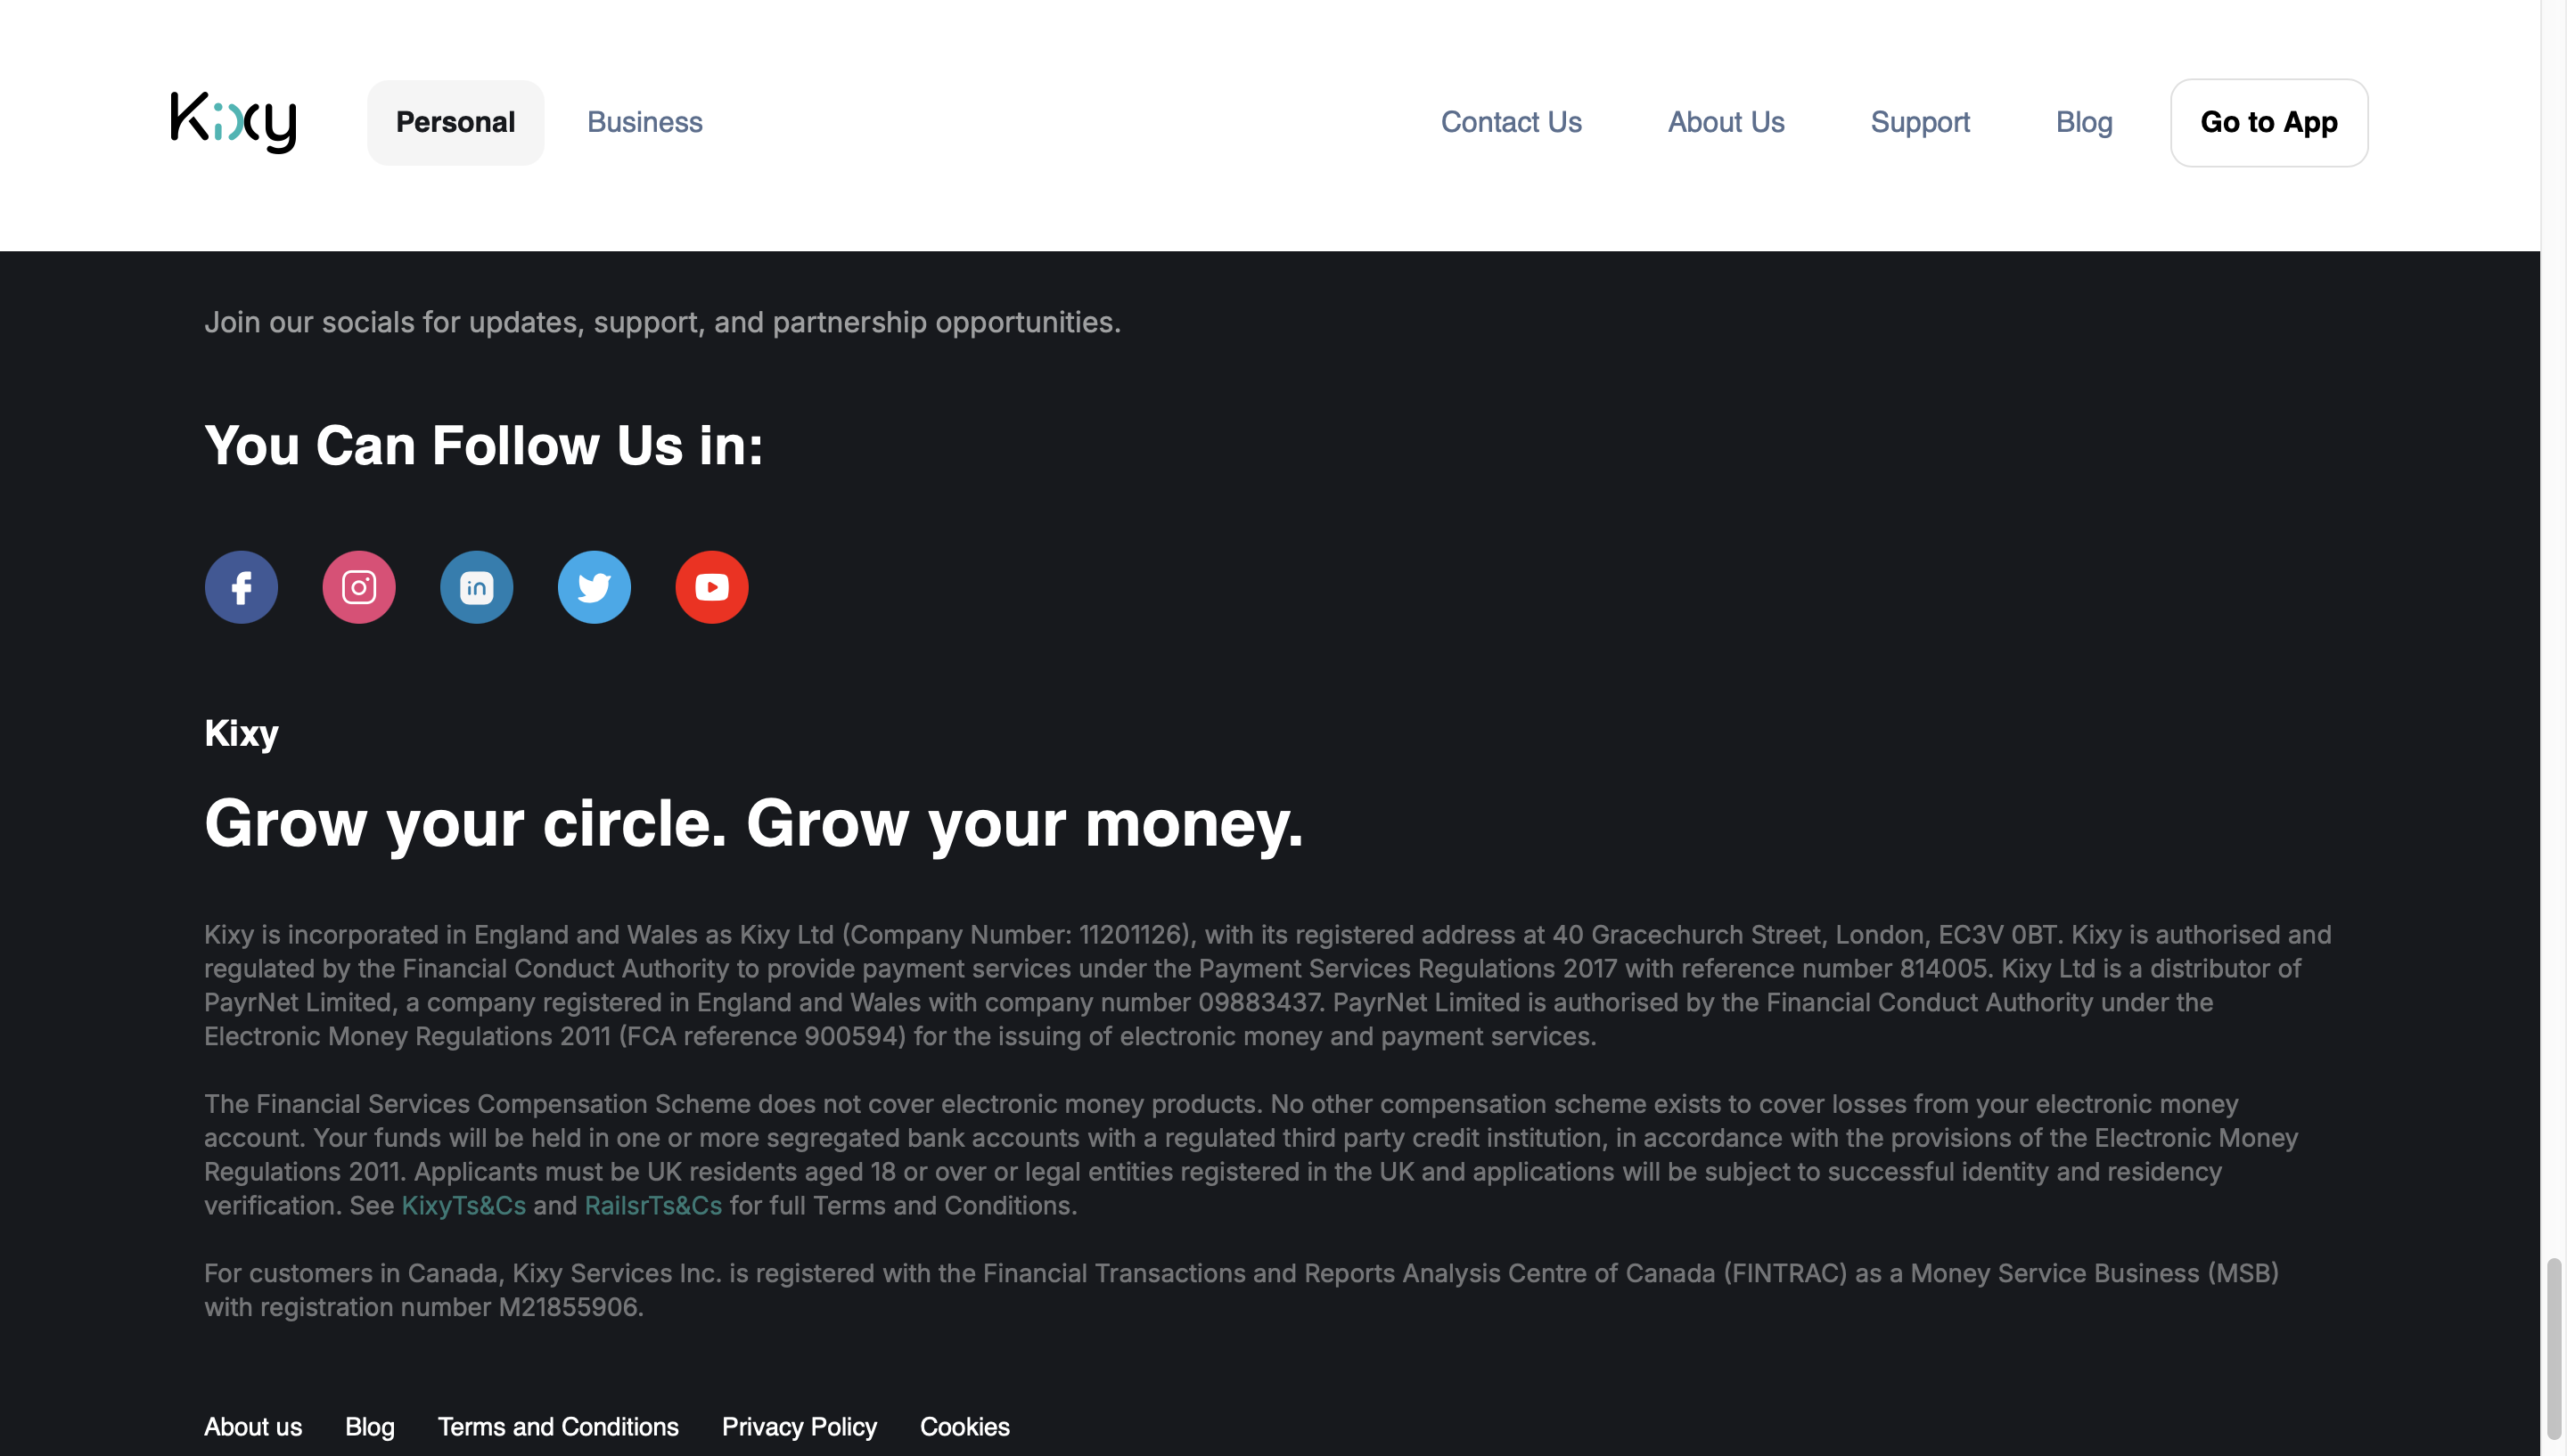 Kixy
Personal
Business
Contact Us
About Us
Support
Blog
Go to App
Join our socials for updates, support, and partnership opportunities.
You Can Follow Us in:
in
Kixy
Grow your circle. Grow your money.
Kixy is incorporated in England and Wales as Kixy Ltd (Company Number: 11201126), with its registered address at 40 Gracechurch Street, London, EC3V 0BT. Kixy is authorised and
regulated by the Financial Conduct Authority to provide payment services under the Payment Services Regulations 2017 with reference number 814005. Kixy Ltd is a distributor of
PayrNet Limited, a company registered in England and Wales with company number 09883437. PayrNet Limited is authorised by the Financial Conduct Authority under the
Electronic Money Regulations 2011 (FCA reference 900594) for the issuing of electronic money and payment services.
The Financial Services Compensation Scheme does not cover electronic money products. No other compensation scheme exists to cover losses from your electronic money
account. Your funds will be held in one or more segregated bank accounts with a regulated third party credit institution, in accordance with the provisions of the Electronic Money
Regulations 2011. Applicants must be UK residents aged 18 or over or legal entities registered in the UK and applications will be subject to successful identity and residency
verification. See KixyTs&Cs and RailsrTs&Cs for full Terms and Conditions.
For customers in Canada, Kixy Services Inc. is registered with the Financial Transactions and Reports Analysis Centre of Canada (FINTRAC) as a Money Service Business (MSB)
with registration number M21855906.
About us
Blog
Terms and Conditions
Privacy Policy
Cookies